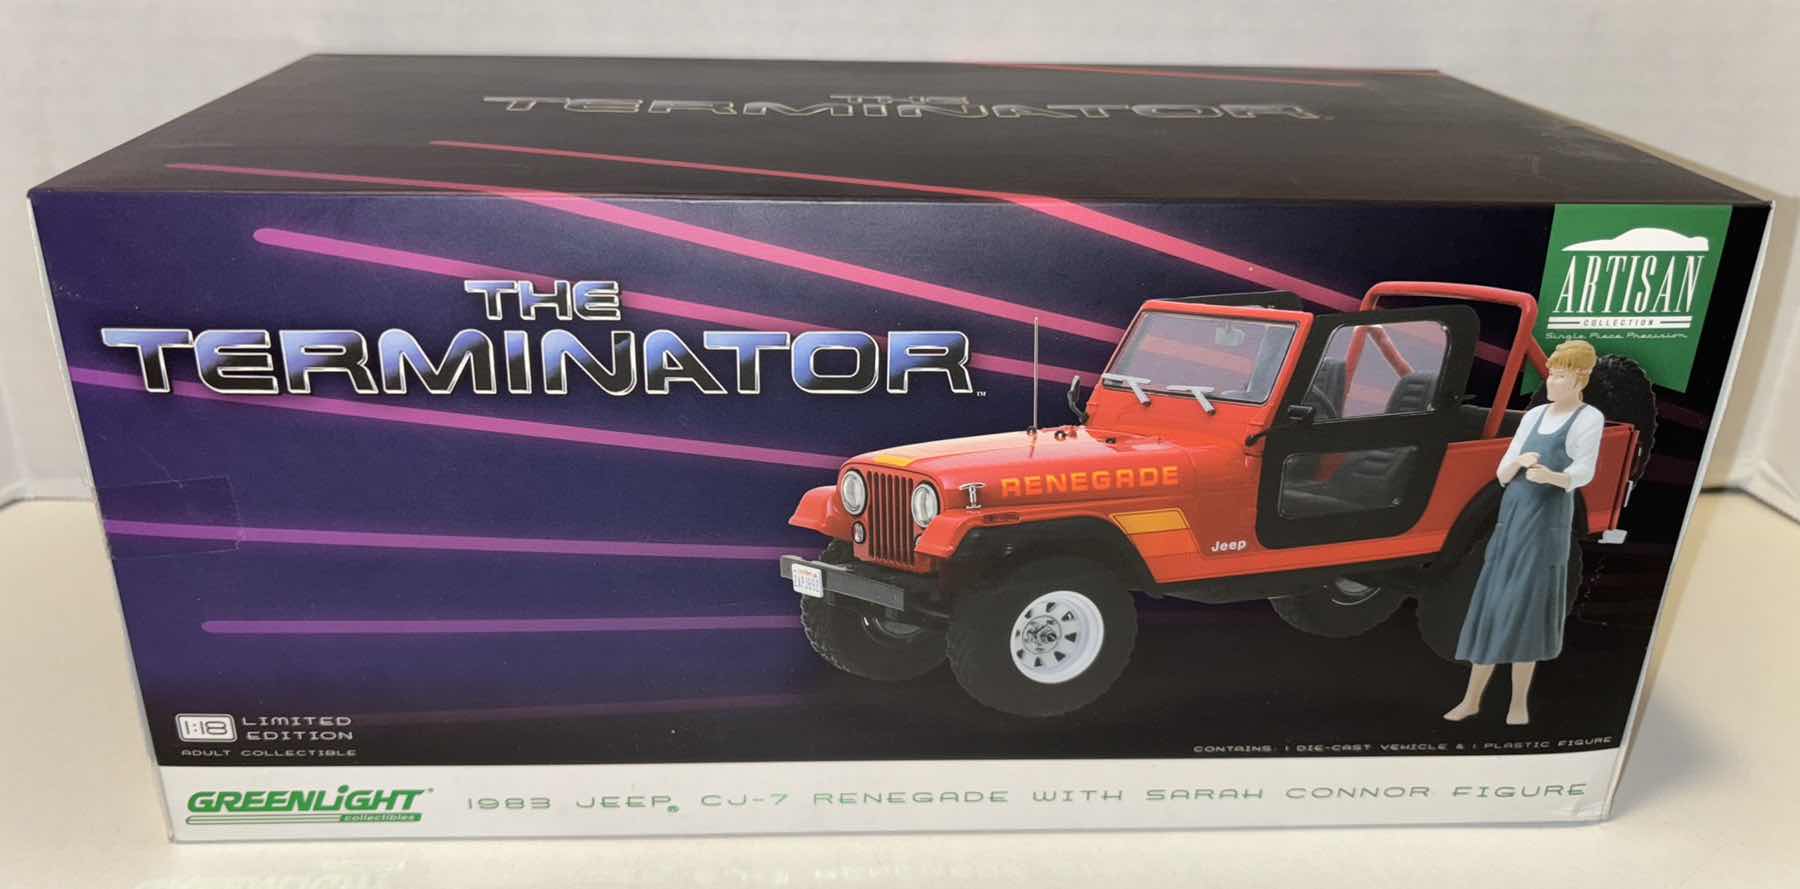 THE
TERMINATOR
ARTISAN
COLLECTION
Single Piece Precision
THE
TERMINATOR™
RENEGADE
Jeep
1:18 LIMITED
EDITION
ADULT COLLECTIBLE
CONTAINS: 1 DIE-CAST VEHICLE & 1 PLASTIC FIGURE
GREENLiGHT®
collectibles
1983 JEEP® CJ-7 RENEGADE WITH SARAH CONNOR FIGURE